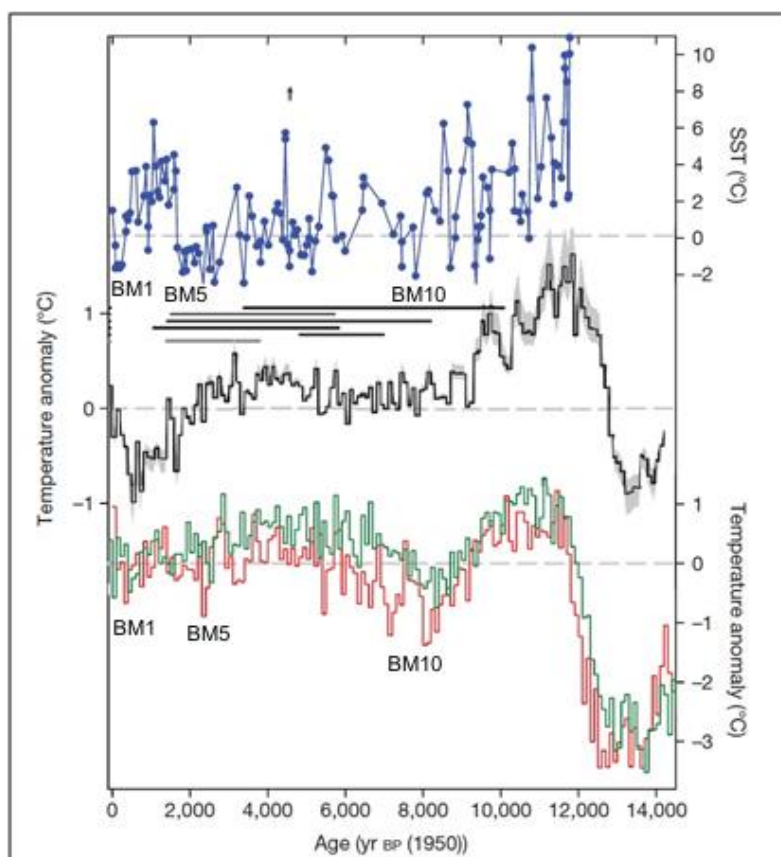 10
8
6
4
2
0
−2
SST (°C)
BM1 BM5 BM10
1
0
−1
Temperature anomaly (°C)
1
0
−1
−2
−3
Temperature anomaly (°C)
BM1 BM5 BM10
0 2,000 4,000 6,000 8,000 10,000 12,000 14,000
Age (yr BP (1950))